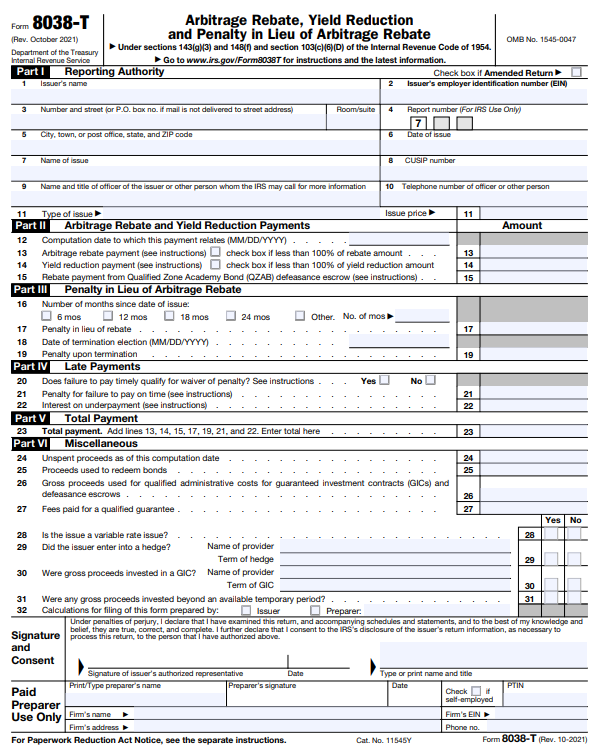 Form 8038-T
(Rev. October 2021)
Department of the Treasury
Internal Revenue Service
Arbitrage Rebate, Yield Reduction
and Penalty in Lieu of Arbitrage Rebate
▶ Under sections 143(g)(3) and 148(f) and section 103(c)(6)(D) of the Internal Revenue Code of 1954.
▶ Go to www.irs.gov/Form8038T for instructions and the latest information.
OMB No. 1545-0047
Part I Reporting Authority Check box if Amended Return ▶
1 Issuer's name
2 Issuer's employer identification number (EIN)
3 Number and street (or P.O. box no. if mail is not delivered to street address) Room/suite
4 Report number (For IRS Use Only)
7
5 City, town, or post office, state, and ZIP code
6 Date of issue
7 Name of issue
8 CUSIP number
9 Name and title of officer of the issuer or other person whom the IRS may call for more information
10 Telephone number of officer or other person
11 Type of issue ▶ Issue price ▶ 11
Part II Arbitrage Rebate and Yield Reduction Payments Amount
12 Computation date to which this payment relates (MM/DD/YYYY) . . .
13 Arbitrage rebate payment (see instructions) check box if less than 100% of rebate amount . . . 13
14 Yield reduction payment (see instructions) check box if less than 100% of yield reduction amount 14
15 Rebate payment from Qualified Zone Academy Bond (QZAB) defeasance escrow (see instructions) . . 15
Part III Penalty in Lieu of Arbitrage Rebate
16 Number of months since date of issue:
6 mos 12 mos 18 mos 24 mos Other. No. of mos ▶
17 Penalty in lieu of rebate . . . . . . . . . . . . . . . . . . . . . 17
18 Date of termination election (MM/DD/YYYY) . . . . . . . . . .
19 Penalty upon termination . . . . . . . . . . . . . . . . . . . . 19
Part IV Late Payments
20 Does failure to pay timely qualify for waiver of penalty? See instructions . . . Yes No
21 Penalty for failure to pay on time (see instructions) . . . . . . . . . . . 21
22 Interest on underpayment (see instructions) . . . . . . . . . . . . . 22
Part V Total Payment
23 Total payment. Add lines 13, 14, 15, 17, 19, 21, and 22. Enter total here . . . . . . 23
Part VI Miscellaneous
24 Unspent proceeds as of this computation date . . . . . . . . . . . . . 24
25 Proceeds used to redeem bonds . . . . . . . . . . . . . . . . . . 25
26 Gross proceeds used for qualified administrative costs for guaranteed investment contracts (GICs) and
defeasance escrows . . . . . . . . . . . . . . . . . . . . . . 26
27 Fees paid for a qualified guarantee . . . . . . . . . . . . . . . . . 27
Yes No
28 Is the issue a variable rate issue? . . . . . . . . . . . . . . . . . . . . . 28
29 Did the issuer enter into a hedge? Name of provider
Term of hedge 29
30 Were gross proceeds invested in a GIC? Name of provider
Term of GIC 30
31 Were any gross proceeds invested beyond an available temporary period? . . . . . . . . . . 31
32 Calculations for filing of this form prepared by: Issuer Preparer:
Signature
and
Consent
Under penalties of perjury, I declare that I have examined this return, and accompanying schedules and statements, and to the best of my knowledge and
belief, they are true, correct, and complete. I further declare that I consent to the IRS's disclosure of the issuer's return information, as necessary to
process this return, to the person that I have authorized above.
Signature of issuer's authorized representative Date Type or print name and title
Paid
Preparer
Use Only
Print/Type preparer's name Preparer's signature Date Check if
self-employed PTIN
Firm's name ▶ Firm's EIN ▶
Firm's address ▶ Phone no.
For Paperwork Reduction Act Notice, see the separate instructions. Cat. No. 11545Y Form 8038-T (Rev. 10-2021)